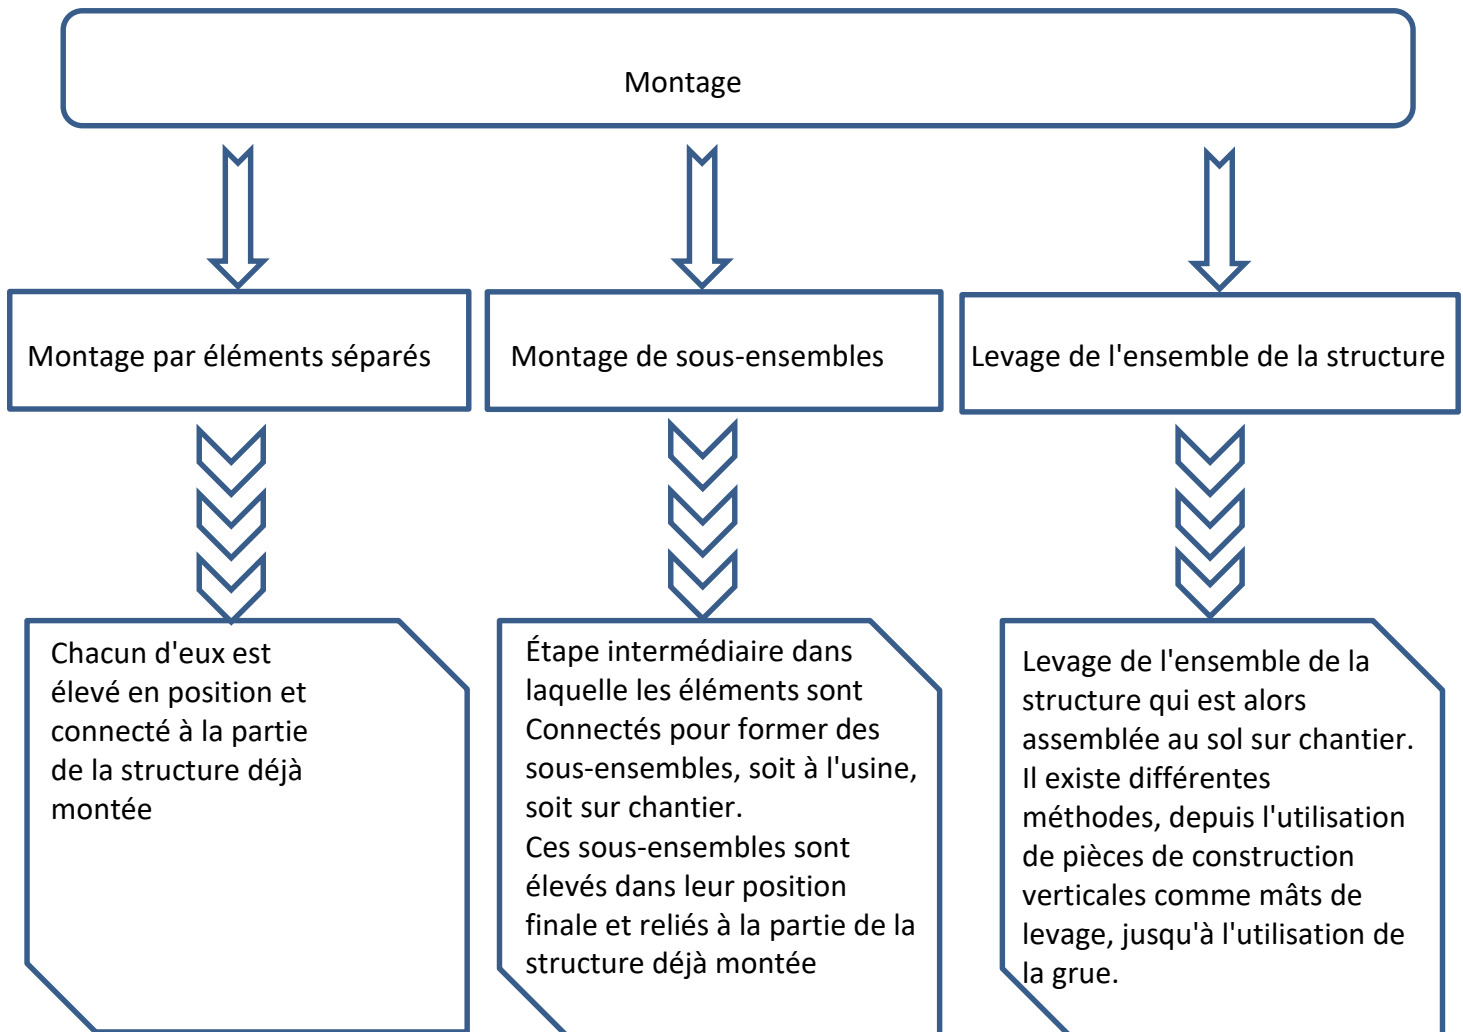 Montage
Montage par éléments séparés
Montage de sous-ensembles
Levage de l'ensemble de la structure
Chacun d'eux est
élevé en position et
connecté à la partie
de la structure déjà
montée
Étape intermédiaire dans
laquelle les éléments sont
Connectés pour former des
sous-ensembles, soit à l'usine,
soit sur chantier.
Ces sous-ensembles sont
élevés dans leur position
finale et reliés à la partie de la
structure déjà montée
Levage de l'ensemble de la
structure qui est alors
assemblée au sol sur chantier.
Il existe différentes
méthodes, depuis l'utilisation
de pièces de construction
verticales comme mâts de
levage, jusqu'à l'utilisation de
la grue.